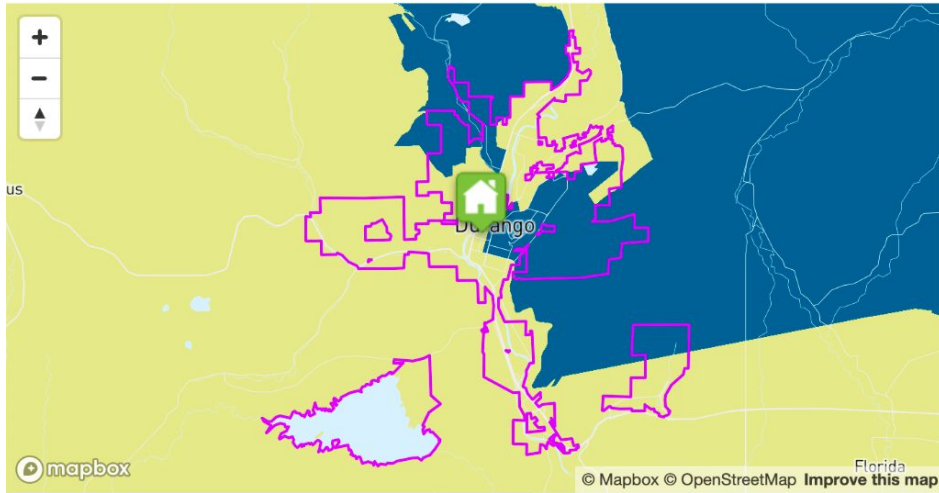 +
−
us
Durango
Florida
mapbox
© Mapbox © OpenStreetMap Improve this map